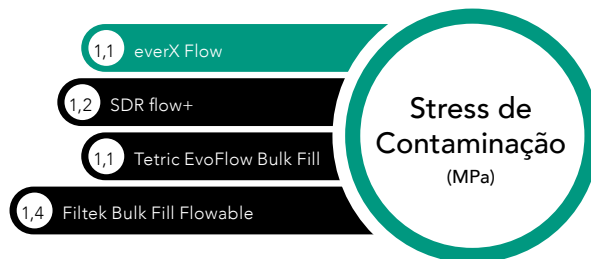 1,1 everX Flow
1,2 SDR flow+
1,1 Tetric EvoFlow Bulk Fill
1,4 Filtek Bulk Fill Flowable
Stress de
Contaminação
(MPa)